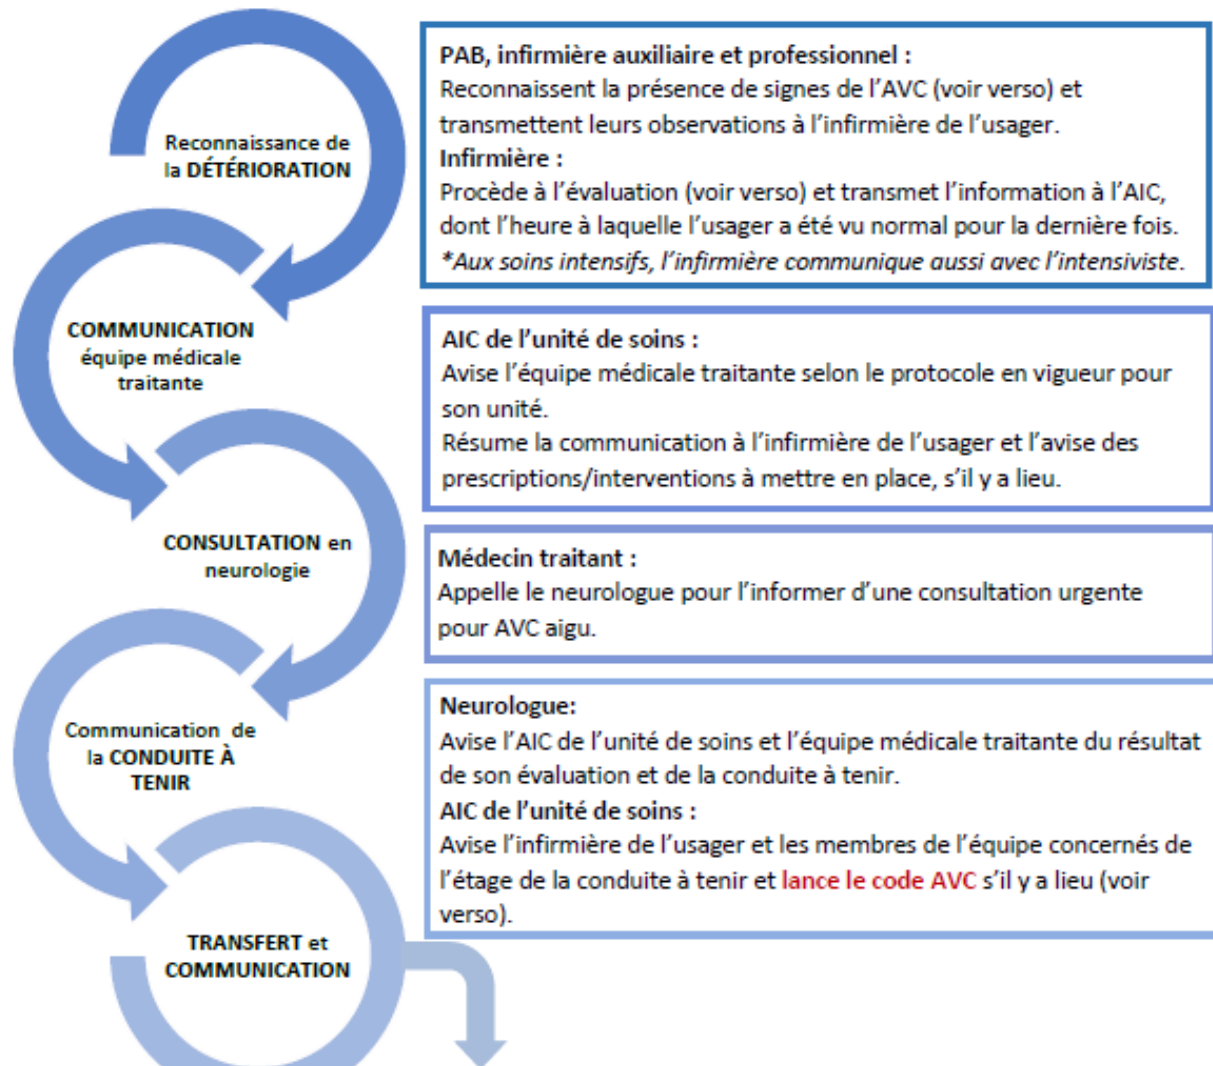 Reconnaissance de
la DÉTÉRIORATION
PAB, infirmière auxiliaire et professionnel :
Reconnaissent la présence de signes de l’AVC (voir verso) et
transmettent leurs observations à l’infirmière de l’usager.
Infirmière :
Procède à l’évaluation (voir verso) et transmet l’information à l’AIC,
dont l’heure à laquelle l’usager a été vu normal pour la dernière fois.
*Aux soins intensifs, l’infirmière communique aussi avec l’intensiviste.
COMMUNICATION
équipe médicale
traitante
AIC de l’unité de soins :
Avise l’équipe médicale traitante selon le protocole en vigueur pour
son unité.
Résume la communication à l’infirmière de l’usager et l’avise des
prescriptions/interventions à mettre en place, s’il y a lieu.
CONSULTATION en
neurologie
Médecin traitant :
Appelle le neurologue pour l’informer d’une consultation urgente
pour AVC aigu.
Communication de
la CONDUITE À
TENIR
Neurologue:
Avise l’AIC de l’unité de soins et l’équipe médicale traitante du résultat
de son évaluation et de la conduite à tenir.
AIC de l’unité de soins :
Avise l’infirmière de l’usager et les membres de l’équipe concernés de
l’étage de la conduite à tenir et lance le code AVC s’il y a lieu (voir
verso).
TRANSFERT et
COMMUNICATION